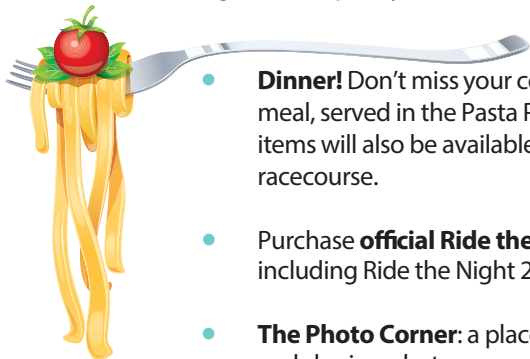 • Dinner! Don't miss your co
meal, served in the Pasta
items will also be available
racecourse.
• Purchase official Ride the
including Ride the Night 2
• The Photo Corner: a place